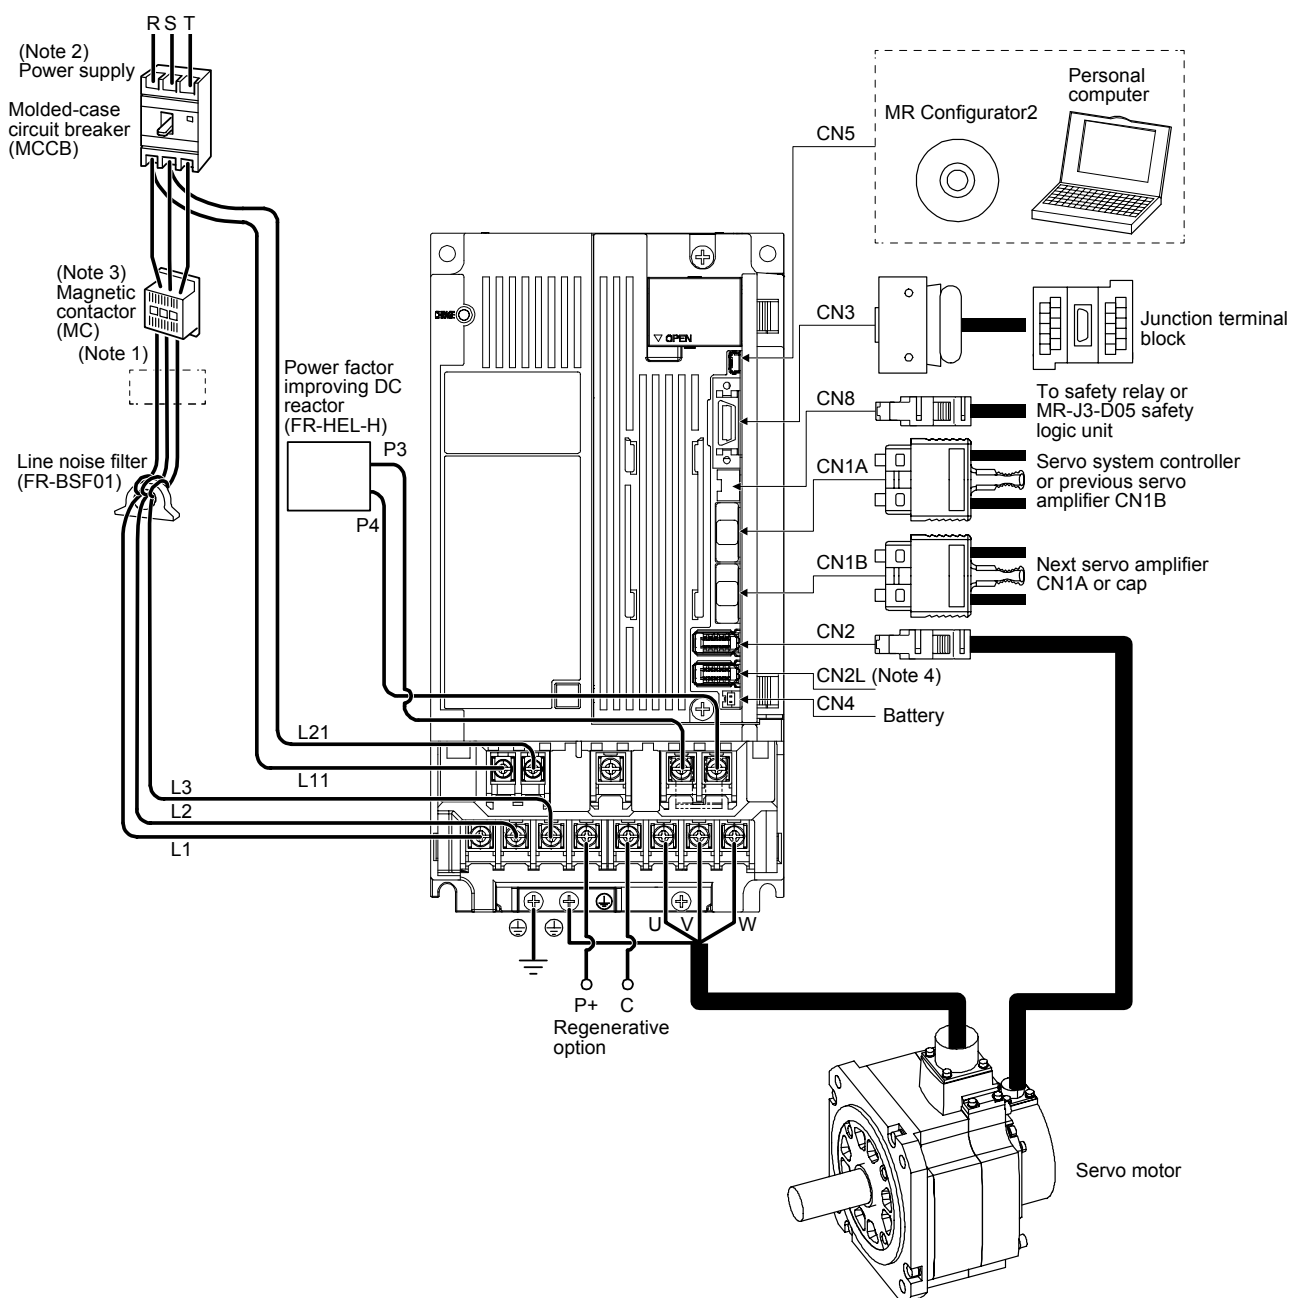 R S T
(Note 2)
Power supply
Molded-case
circuit breaker
(MCCB)
(Note 3)
Magnetic
contactor
(MC)
(Note 1)
Line noise filter
(FR-BSF01)
Power factor
improving DC
reactor
(FR-HEL-H)
P3
P4
CHARGE
OPEN
CN5
MR Configurator2
Personal
computer
CN3
Junction terminal
block
CN8
To safety relay or
MR-J3-D05 safety
logic unit
CN1A
Servo system controller
or previous servo
amplifier CN1B
CN1B
Next servo amplifier
CN1A or cap
CN2
CN2L (Note 4)
CN4
Battery
L21
L11
L3
L2
L1
U
V
W
P+
C
Regenerative
option
Servo motor